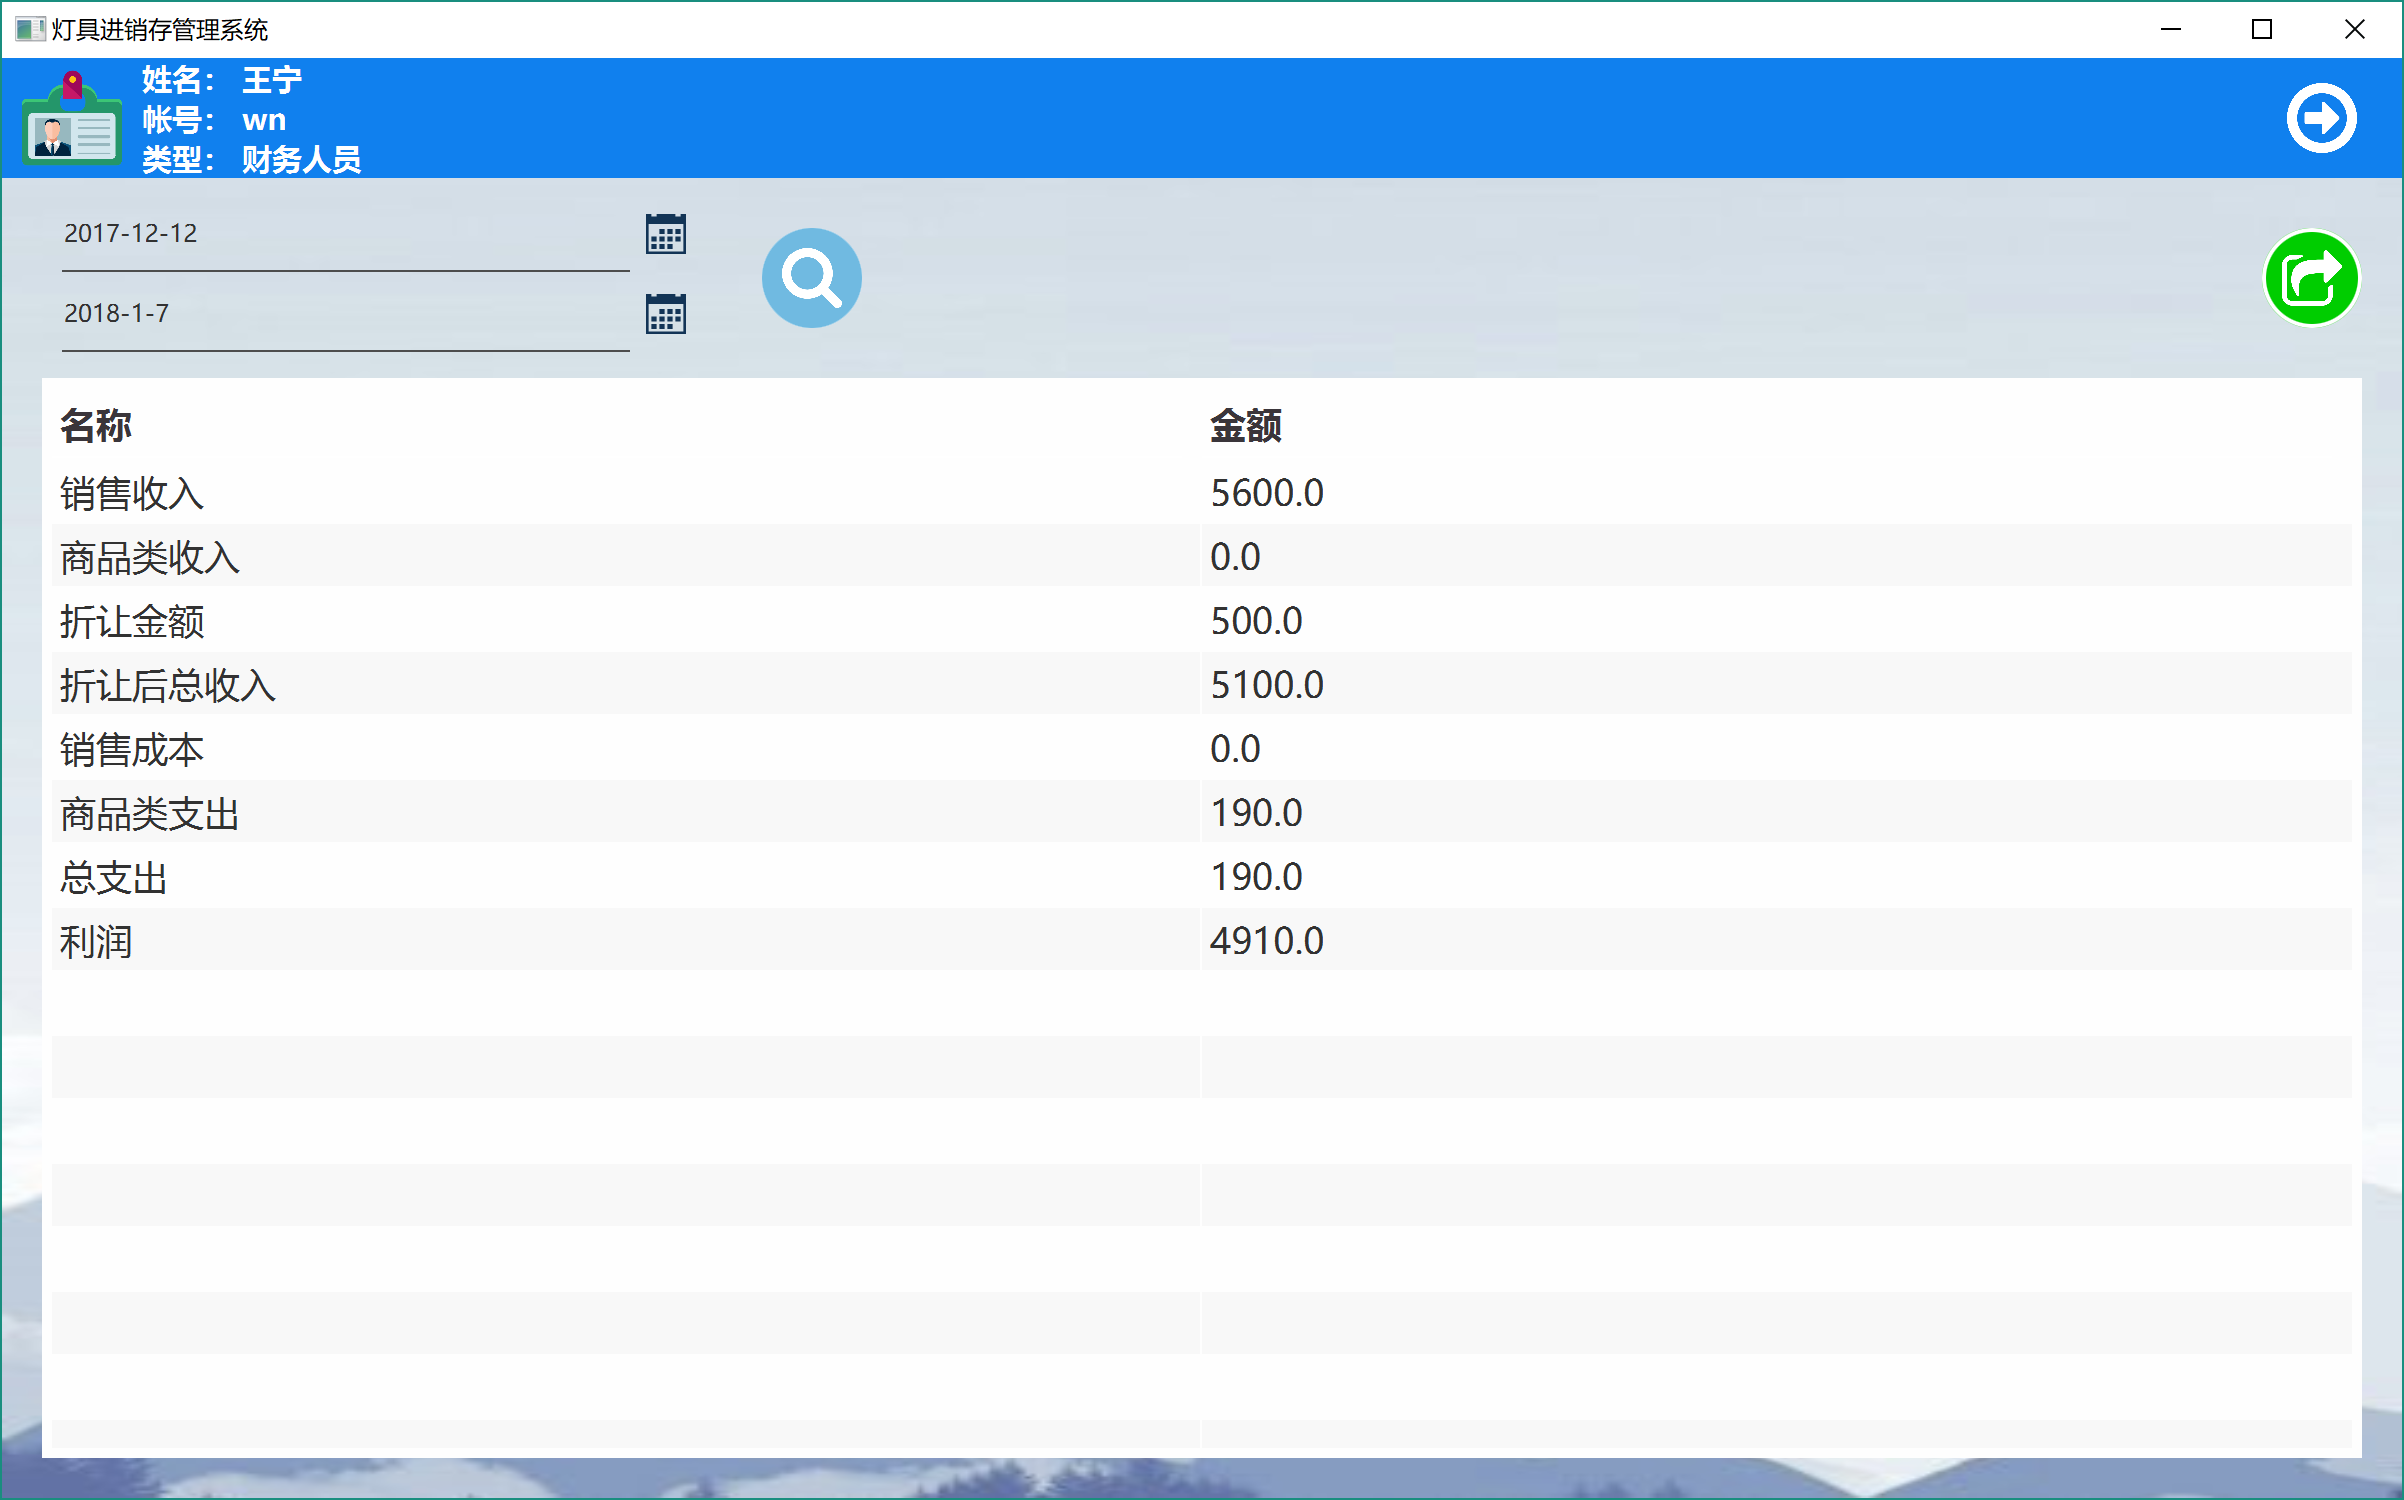 灯具进销存管理系统
姓名： 王宁
帐号： wn
类型： 财务人员
2017-12-12
2018-1-7
名称 金额
销售收入 5600.0
商品类收入 0.0
折让金额 500.0
折让后总收入 5100.0
销售成本 0.0
商品类支出 190.0
总支出 190.0
利润 4910.0